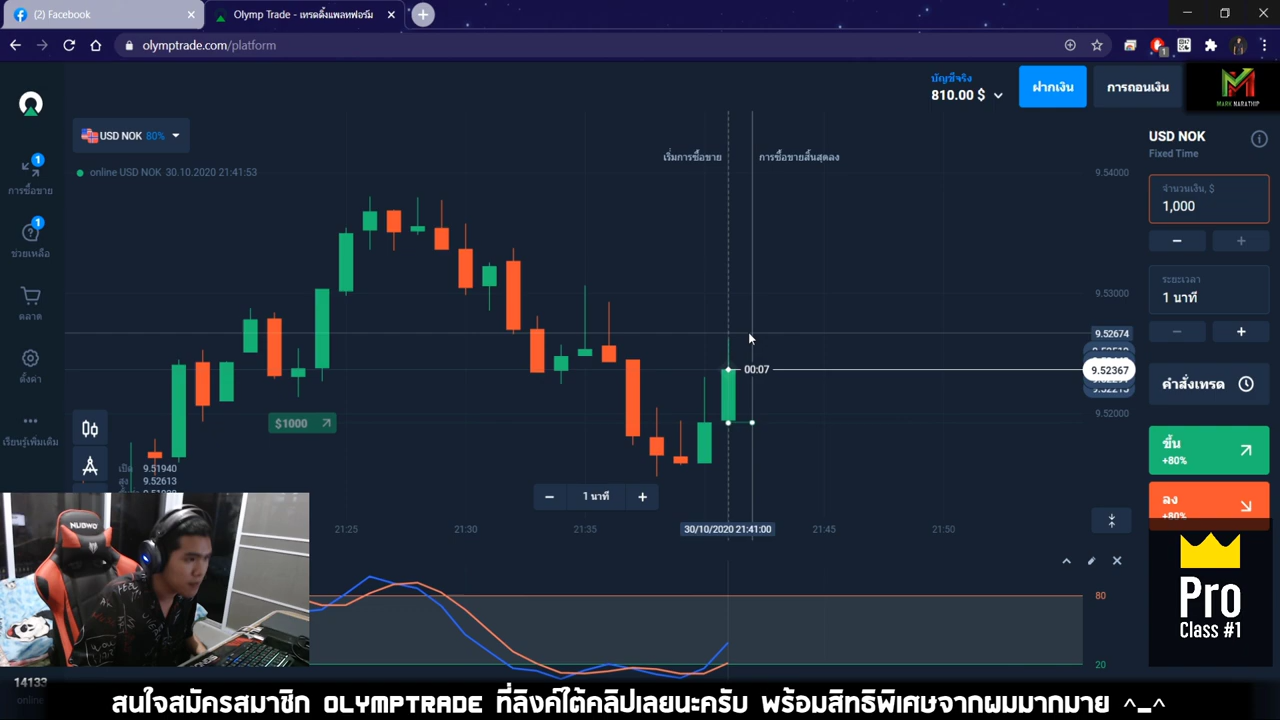 (2) Facebook
Olymp Trade - เทรดดิ้งแพลทฟอร์ม
olymptrade.com/platform
1
บัญชีจริง
810.00 $
ฝากเงิน
การถอนเงิน
MARK NARATHIP
USD NOK 80%
online USD NOK 30.10.2020 21:41:53
เริ่มการซื้อขาย
การซื้อขายสิ้นสุดลง
1
การซื้อขาย
1
ช่วยเหลือ
ตลาด
ตั้งค่า
เรียนรู้เพิ่มเติม
14133
online
9.54000
9.53000
9.52674
9.52367
9.52000
00:07
$1000
เปิด 9.51940
สูง 9.52613
1 นาที
21:25
21:30
21:35
30/10/2020 21:41:00
21:45
21:50
80
20
USD NOK
Fixed Time
จำนวนเงิน, $
1,000
ระยะเวลา
1 นาที
คำสั่งเทรด
ขึ้น
+80%
ลง
+80%
Pro
Class #1
NUBWO
สนใจสมัครสมาชิก OLYMPTRADE ที่ลิงค์ใต้คลิปเลยนะครับ พร้อมสิทธิพิเศษจากผมมากมาย ^_^